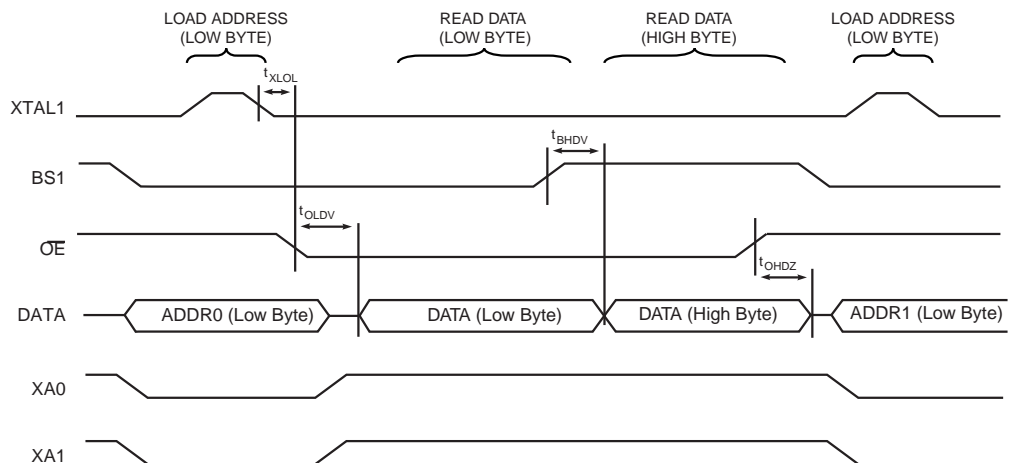 LOAD ADDRESS
(LOW BYTE)
READ DATA
(LOW BYTE)
READ DATA
(HIGH BYTE)
LOAD ADDRESS
(LOW BYTE)
tXLOL
XTAL1
tBHDV
BS1
tOLDV
OE
tOHDZ
DATA
ADDR0 (Low Byte)
DATA (Low Byte)
DATA (High Byte)
ADDR1 (Low Byte)
XA0
XA1